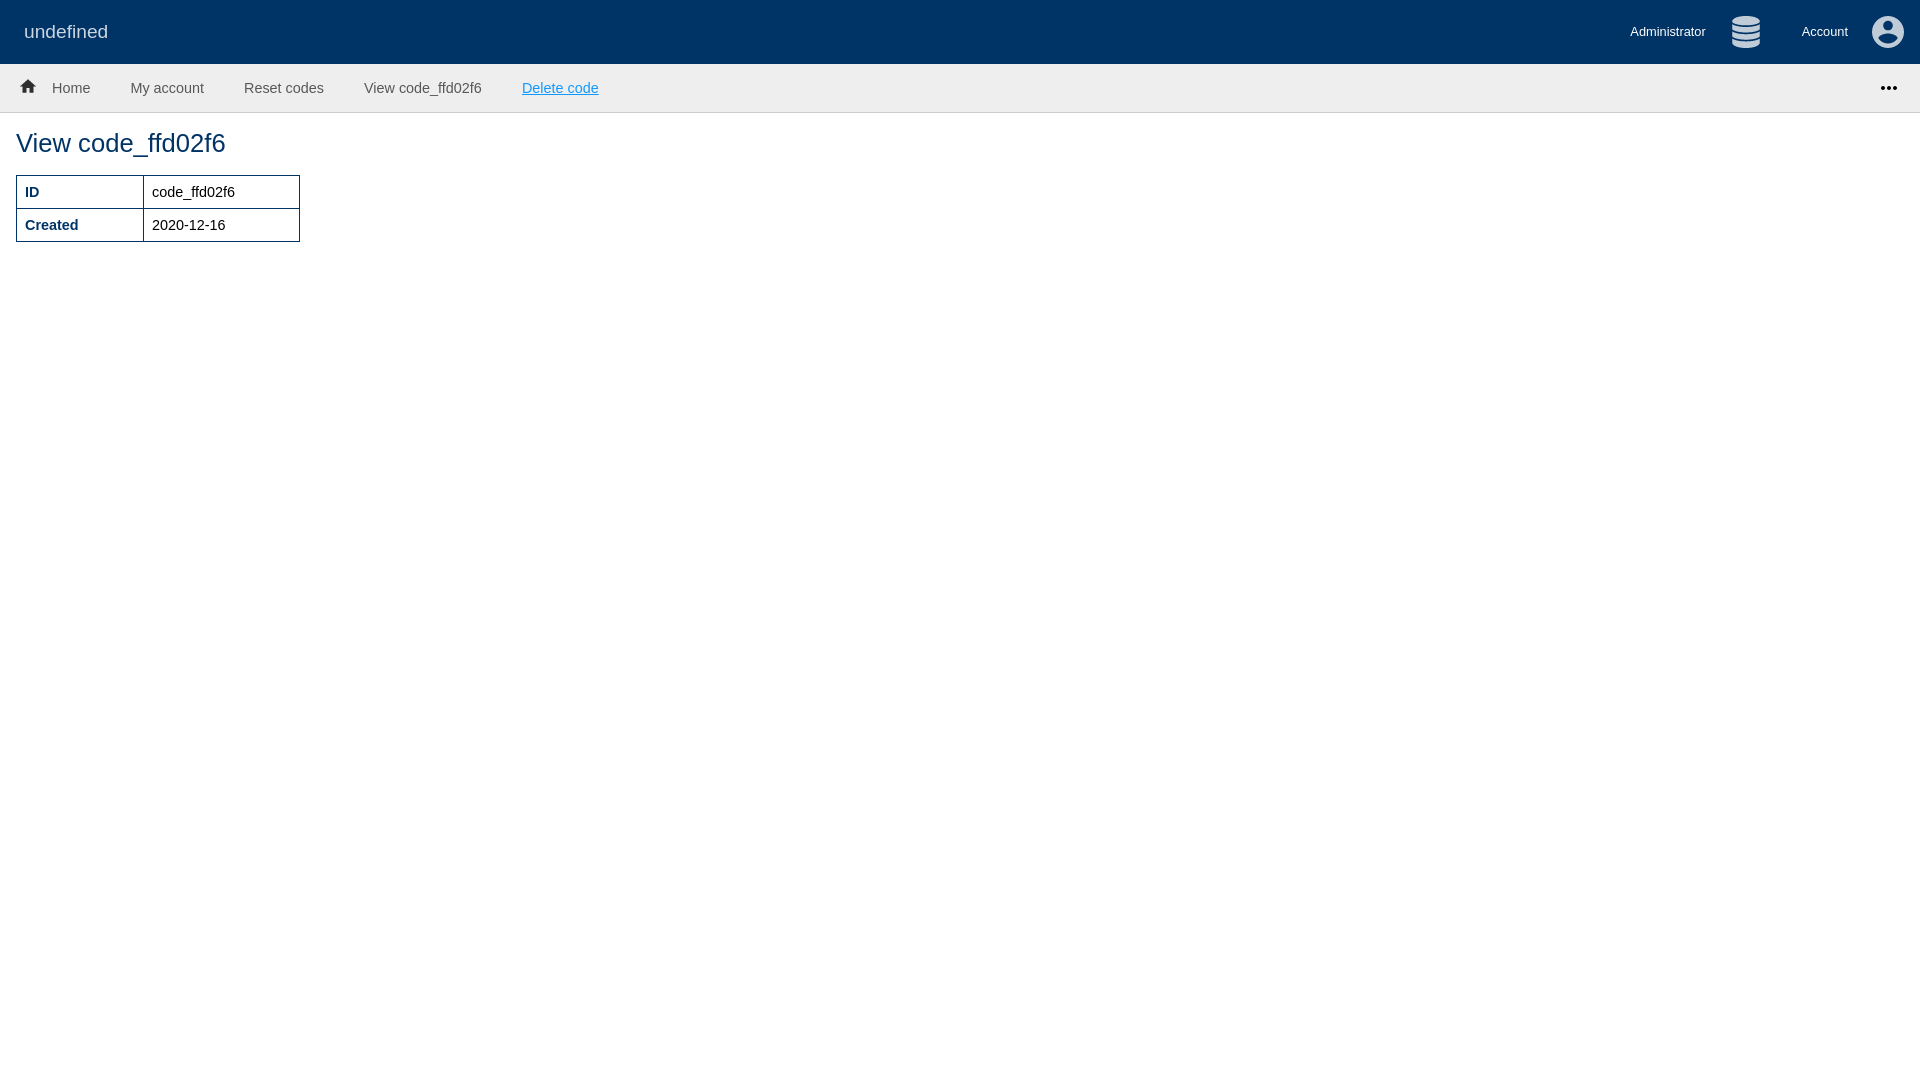 undefined
Administrator
Account
Home
My account
Reset codes
View code_ffd02f6
Delete code
View code_ffd02f6
ID code_ffd02f6
Created 2020-12-16